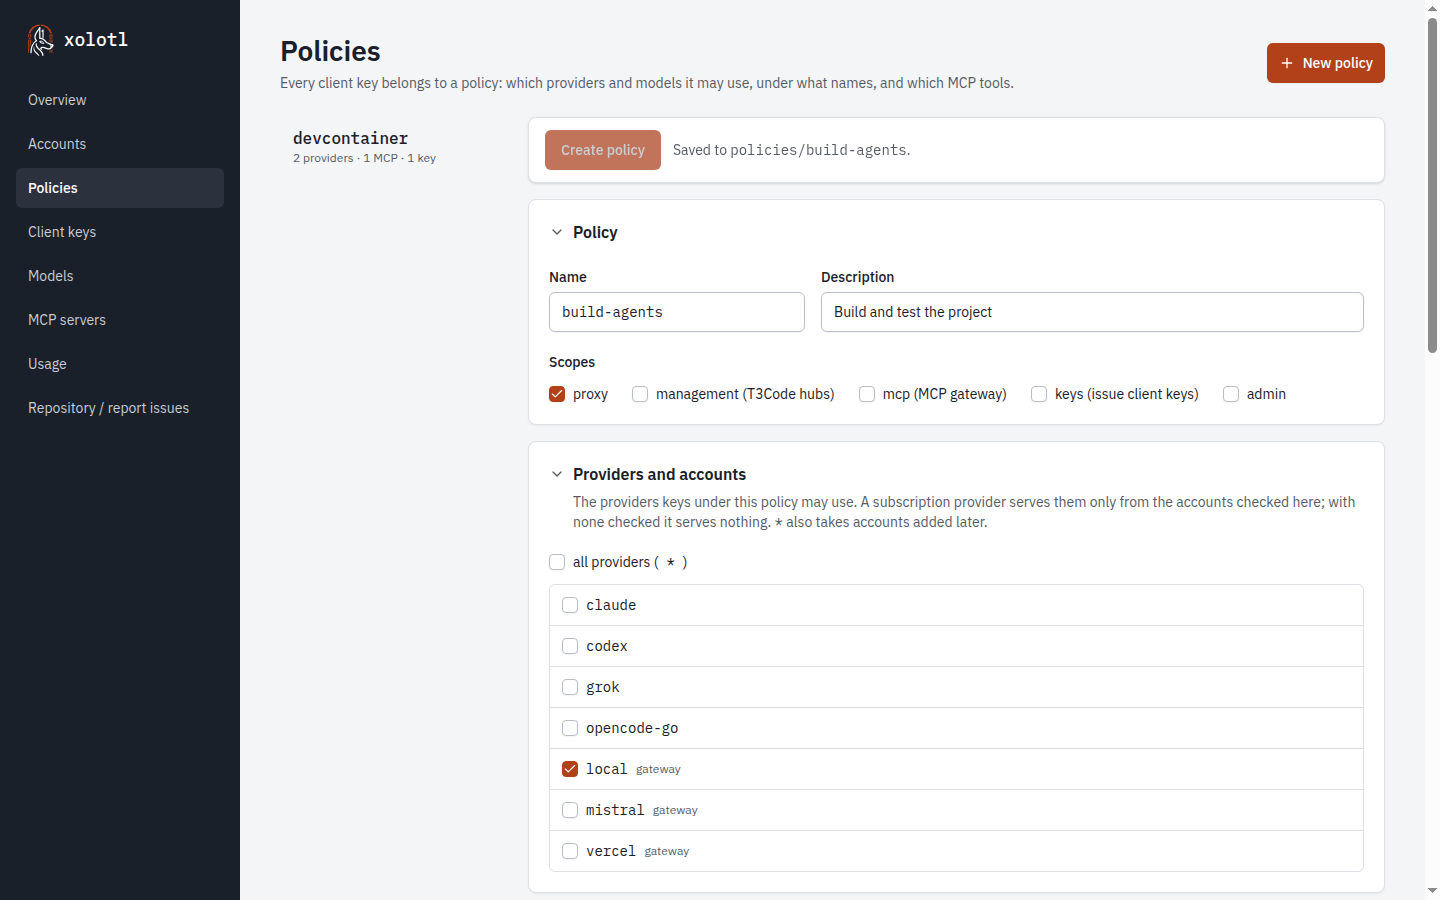 xolotl
Overview
Accounts
Policies
Client keys
Models
MCP servers
Usage
Repository / report issues
Policies
Every client key belongs to a policy: which providers and models it may use, under what names, and which MCP tools.
New policy
devcontainer
2 providers · 1 MCP · 1 key
Create policy
Saved to policies/build-agents.
Policy
Name
Description
build-agents
Build and test the project
Scopes
proxy
management (T3Code hubs)
mcp (MCP gateway)
keys (issue client keys)
admin
Providers and accounts
The providers keys under this policy may use. A subscription provider serves them only from the accounts checked here; with
none checked it serves nothing. * also takes accounts added later.
all providers ( * )
claude
codex
grok
opencode-go
local gateway
mistral gateway
vercel gateway